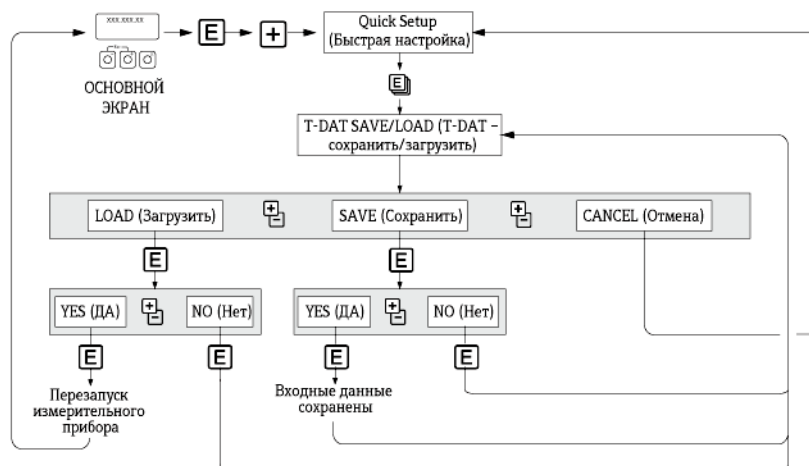 XXX.XXX.XX
Esc
E
+
Quick Setup
(Быстрая настройка)
ОСНОВНОЙ
ЭКРАН
E
T-DAT SAVE/LOAD (T-DAT –
сохранить/загрузить)
LOAD (Загрузить)
+
-
SAVE (Сохранить)
+
-
CANCEL (Отмена)
E
E
YES (ДА)
+
-
NO (Нет)
YES (ДА)
+
-
NO (Нет)
E
E
E
E
Перезапуск
измерительного
прибора
Входные данные
сохранены